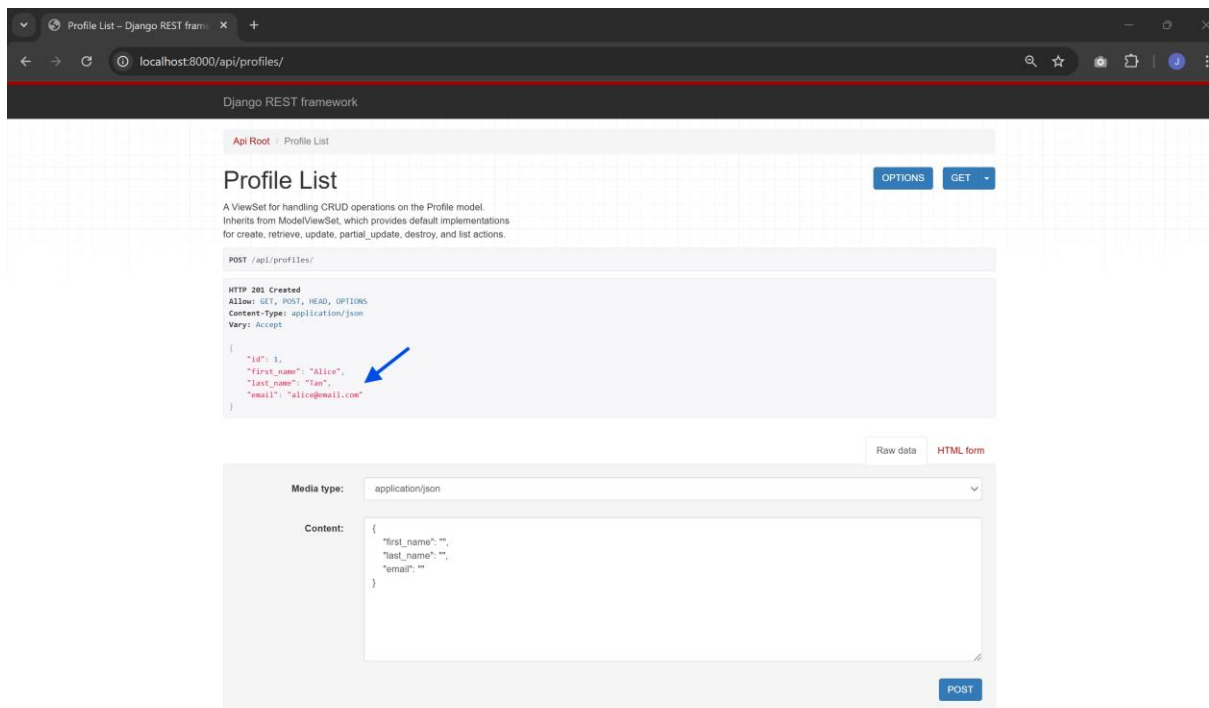 Profile List – Django REST fram
localhost:8000/api/profiles/
J
Django REST framework
Api Root / Profile List
Profile List
OPTIONS
GET
A ViewSet for handling CRUD operations on the Profile model.
Inherits from ModelViewSet, which provides default implementations
for create, retrieve, update, partial_update, destroy, and list actions.
POST /api/profiles/
HTTP 201 Created
Allow: GET, POST, HEAD, OPTIONS
Content-Type: application/json
Vary: Accept
{
"id": 1,
"first_name": "Alice",
"last_name": "Tan",
"email": "alice@email.com"
}
Raw data
HTML form
Media type:
application/json
Content:
{
"first_name": "",
"last_name": "",
"email": ""
}
POST